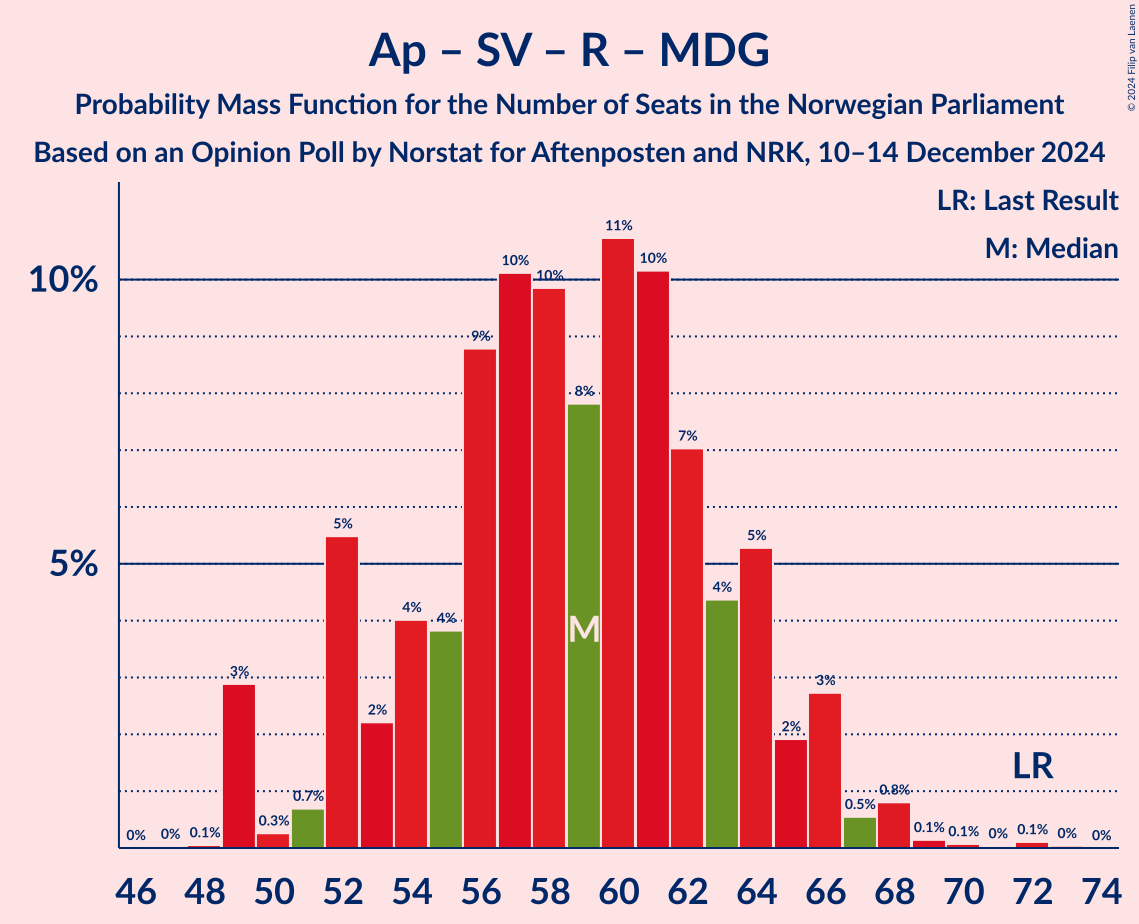 Ap – SV – R – MDG
Probability Mass Function for the Number of Seats in the Norwegian Parliament
Based on an Opinion Poll by Norstat for Aftenposten and NRK, 10–14 December 2024
© 2024 Filip van Laenen
LR: Last Result
M: Median
10%
5%
0% 0% 0.1% 3% 0.3% 0.7% 5% 2% 4% 4% 9% 10% 10% 8% 11% 10% 7% 4% 5% 2% 3% 0.5% 0.8% 0.1% 0.1% 0% 0.1% 0% 0%
M
LR
46 48 50 52 54 56 58 60 62 64 66 68 70 72 74